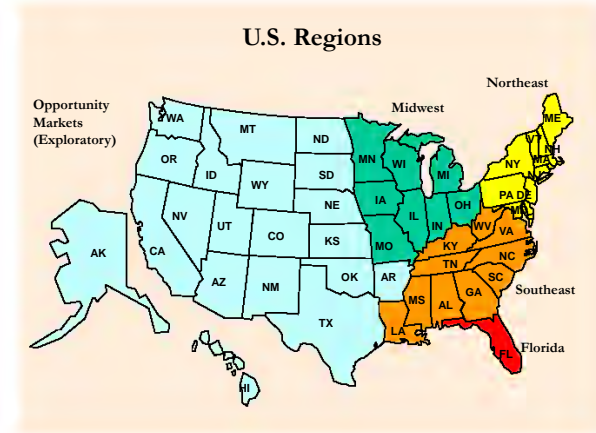 U.S. Regions
Northeast
Opportunity
Markets
(Exploratory)
Midwest
WA
MT
ND
MN
WI
MI
ME
VT
NH
NY
MA
OR
ID
SD
WY
IA
PA
DE
NE
NV
UT
CO
KS
IL
IN
OH
MO
WV
VA
KY
AK
CA
AZ
NM
OK
AR
TN
NC
SC
MS
AL
GA
Southeast
TX
LA
FL
Florida
HI